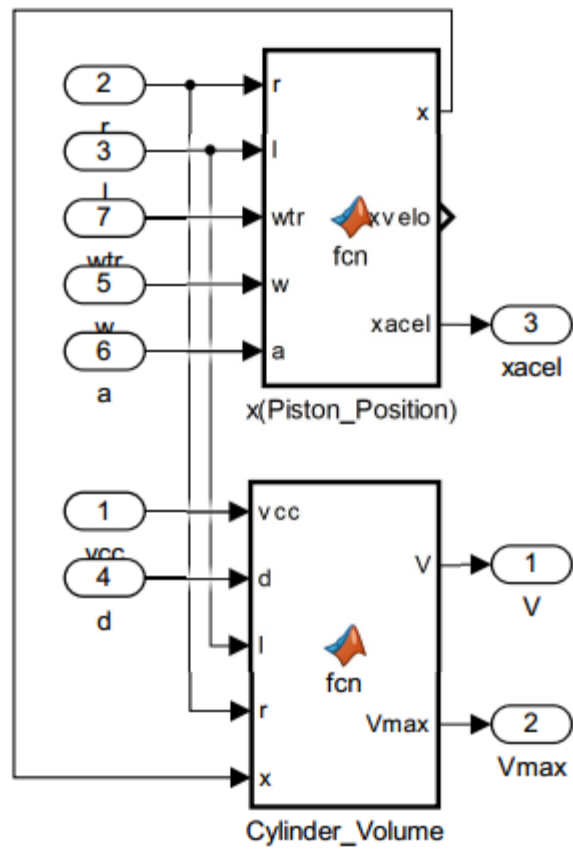 2
r
3
l
7
wtr
5
w
6
a
r
l
wtr
w
a
fcn
x
xvelo
xacel
3
xacel
x(Piston_Position)
1
vcc
4
d
vcc
d
l
r
x
fcn
V
Vmax
1
V
2
Vmax
Cylinder_Volume